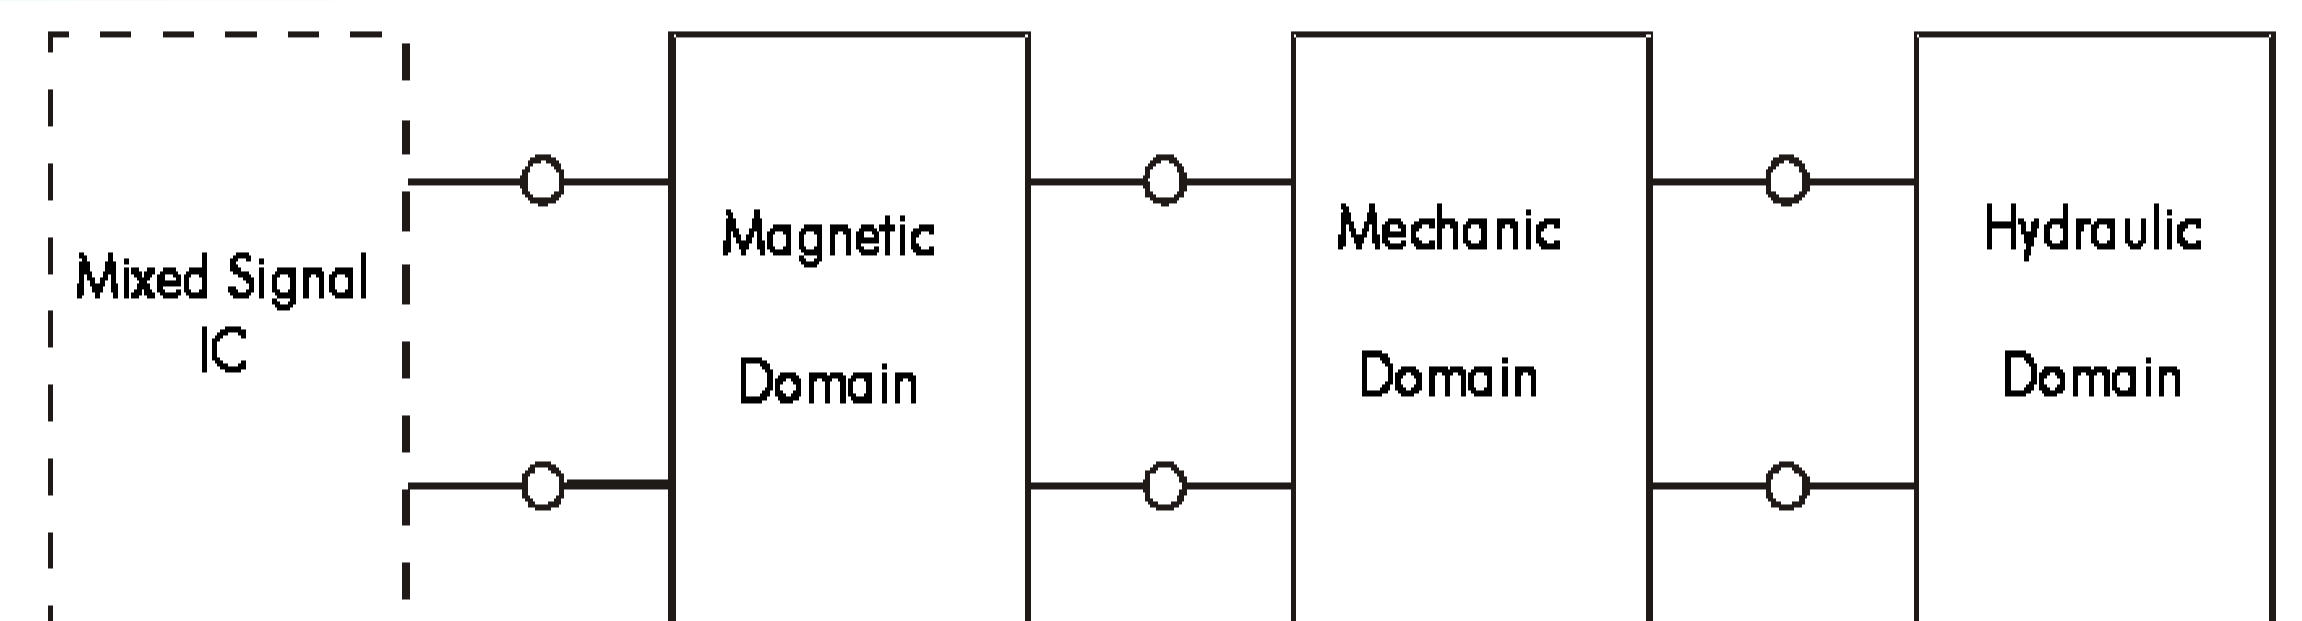 Mixed Signal
IC
Magnetic
Domain
Mechanic
Domain
Hydraulic
Domain